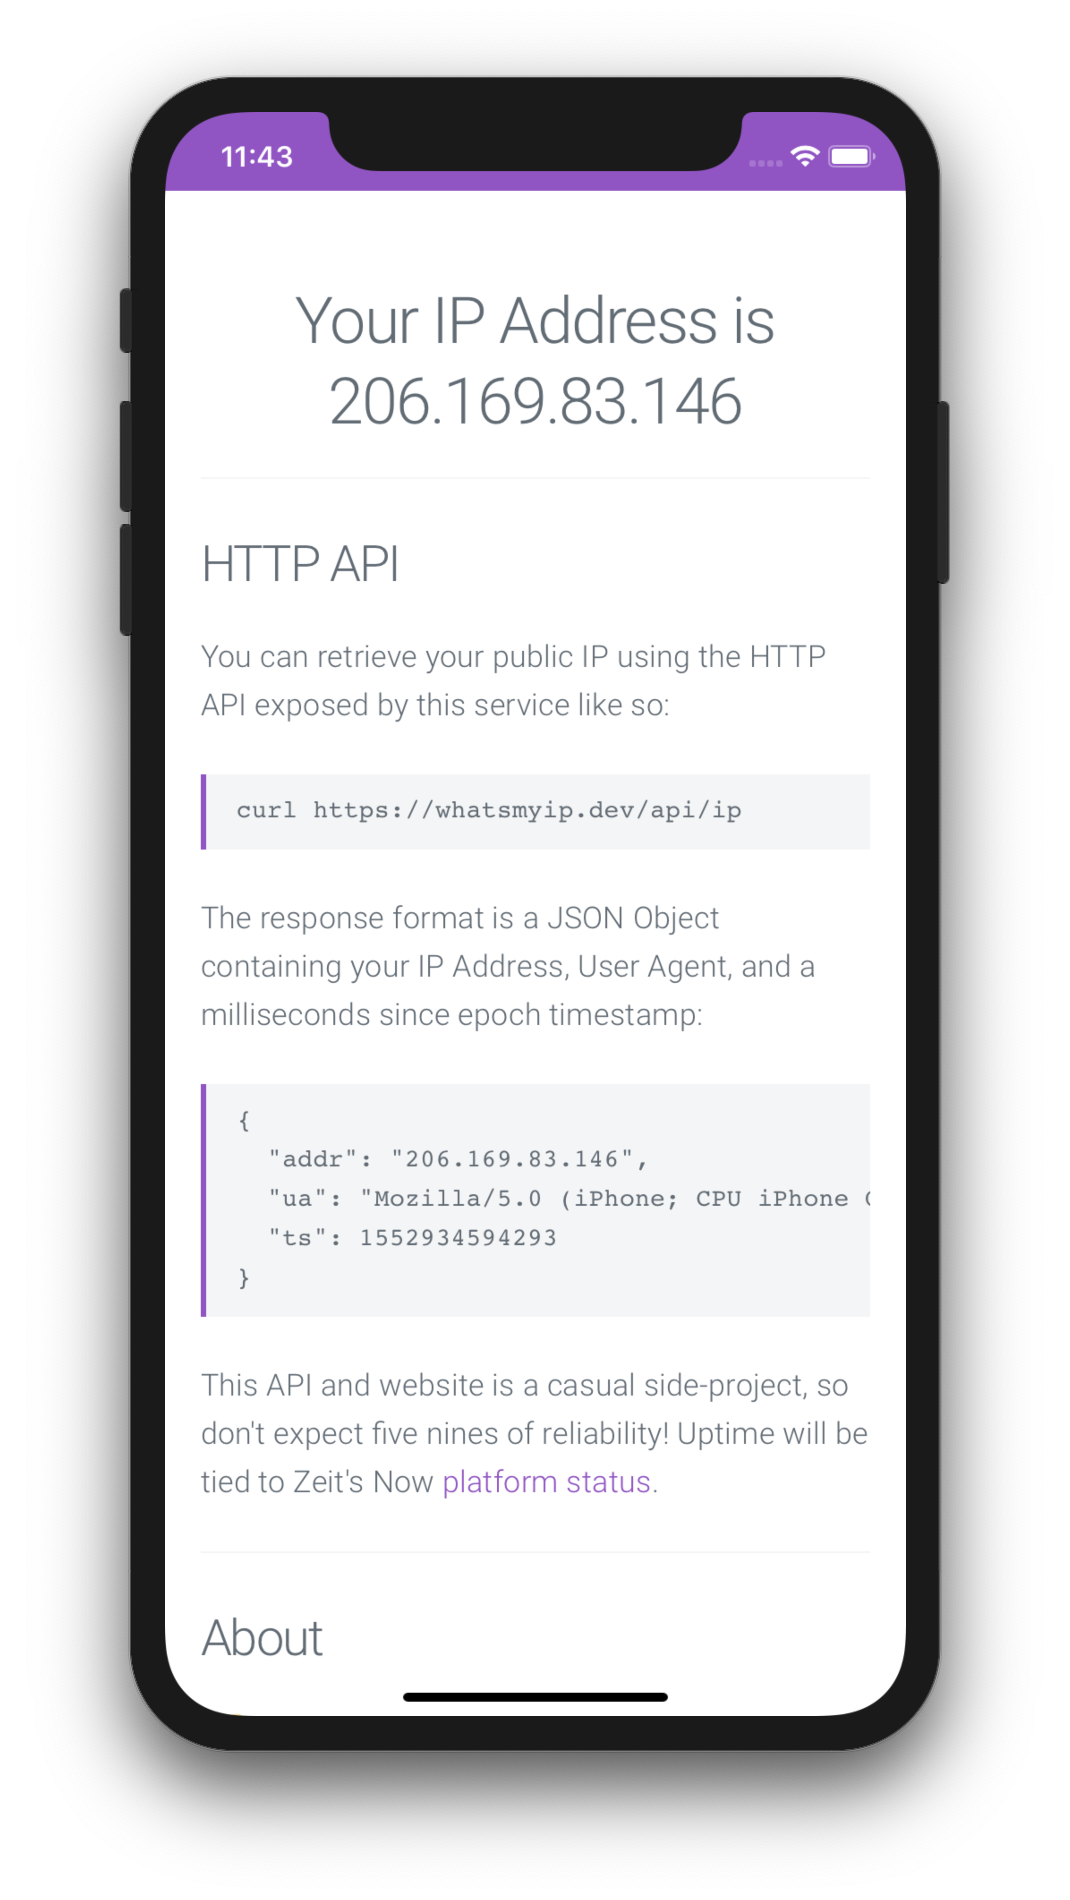 11:43
Your IP Address is
206.169.83.146
HTTP API
You can retrieve your public IP using the HTTP
API exposed by this service like so:
curl https://whatsmyip.dev/api/ip
The response format is a JSON Object
containing your IP Address, User Agent, and a
milliseconds since epoch timestamp:
{
"addr": "206.169.83.146",
"ua": "Mozilla/5.0 (iPhone; CPU iPhone
"ts": 1552934594293
}
This API and website is a casual side-project, so
don't expect five nines of reliability! Uptime will be
tied to Zeit's Now platform status.
About